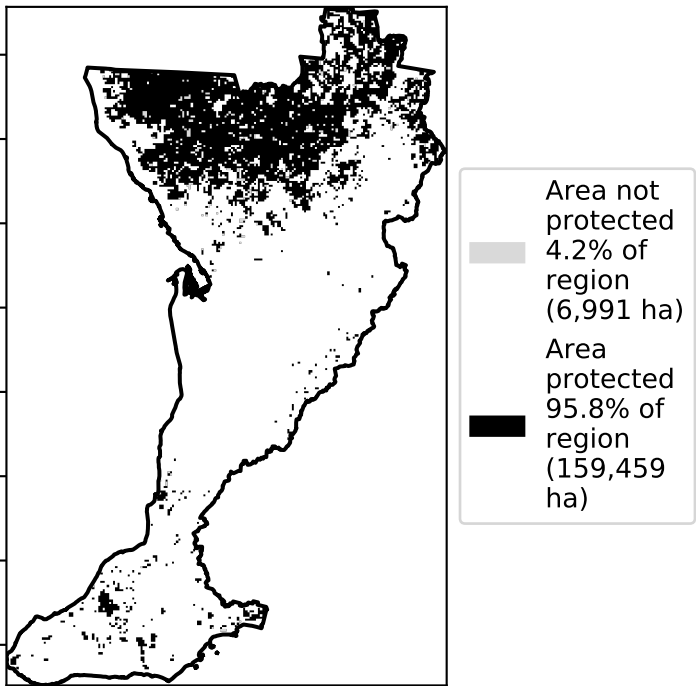 Area not
protected
4.2% of
region
(6,991 ha)
Area
protected
95.8% of
region
(159,459
ha)